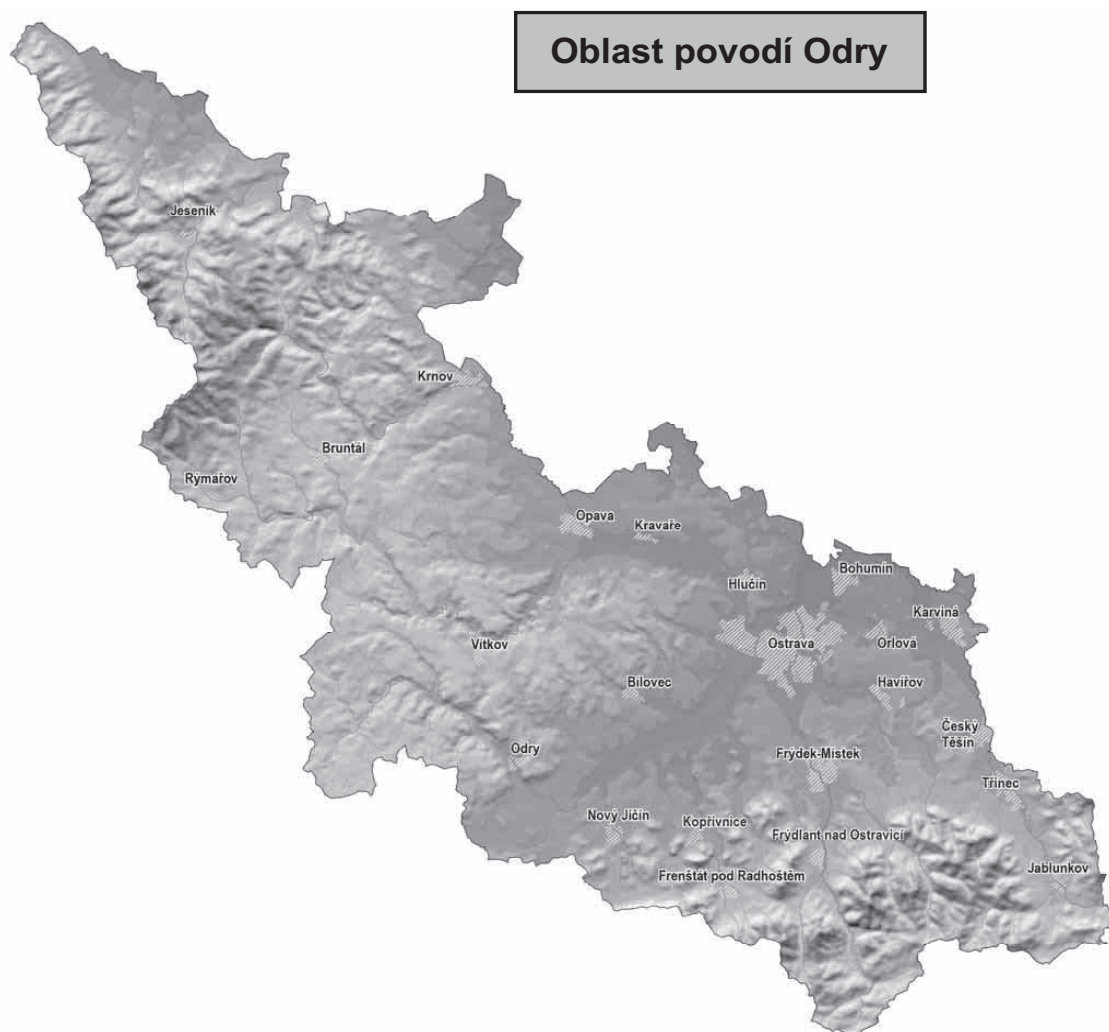 Oblast povodí Odry
Jeseník
Krnov
Bruntál
Rýmařov
Opava
Kravaře
Bohumín
Hlučín
Karviná
Ostrava
Orlová
Vítkov
Bílovec
Havířov
Český
Těšín
Odry
Frýdek-Místek
Třinec
Nový Jičín
Kopřivnice
Frýdlant nad Ostravicí
Jablunkov
Frenštát pod Radhoštěm